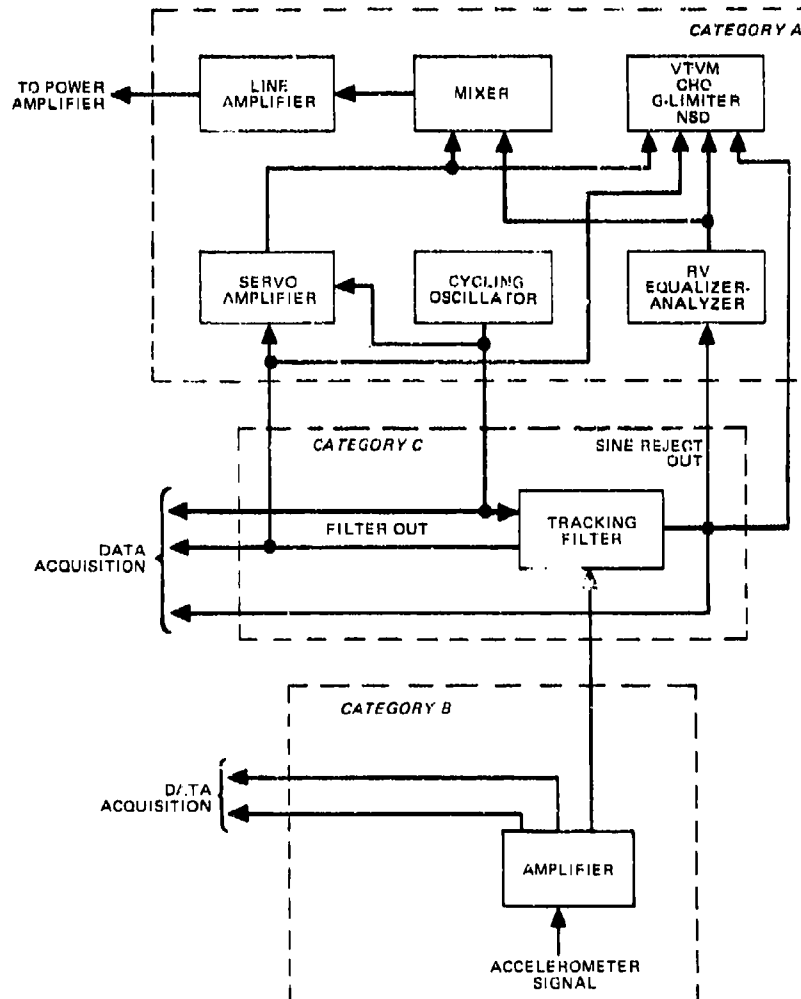 CATEGORY A
TO POWER
AMPLIFIER
LINE
AMPLIFIER
MIXER
VTVM
CRO
G-LIMITER
NSD
SERVO
AMPLIFIER
CYCLING
OSCILLATOR
RV
EQUALIZER-
ANALYZER
CATEGORY C
SINE REJECT
OUT
FILTER OUT
TRACKING
FILTER
DATA
ACQUISITION
CATEGORY B
DATA
ACQUISITION
AMPLIFIER
ACCELEROMETER
SIGNAL